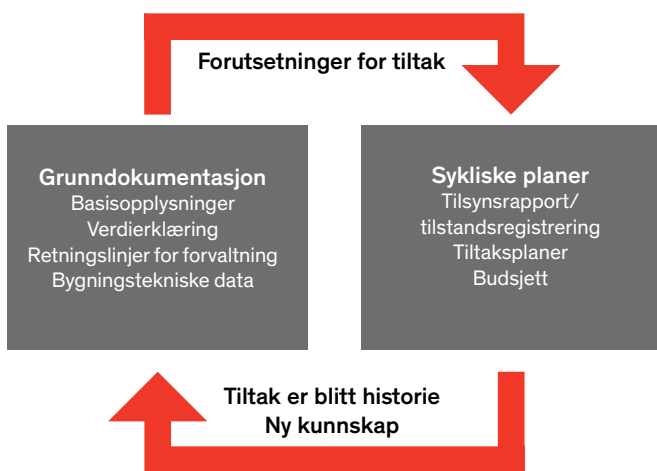 Forutsetninger for tiltak
Grunndokumentasjon
Basisopplysninger
Verdierklæring
Retningslinjer for forvaltning
Bygningstekniske data
Sykliske planer
Tilsynsrapport/
tilstandsregistrering
Tiltaksplaner
Budsjett
Tiltak er blitt historie
Ny kunnskap